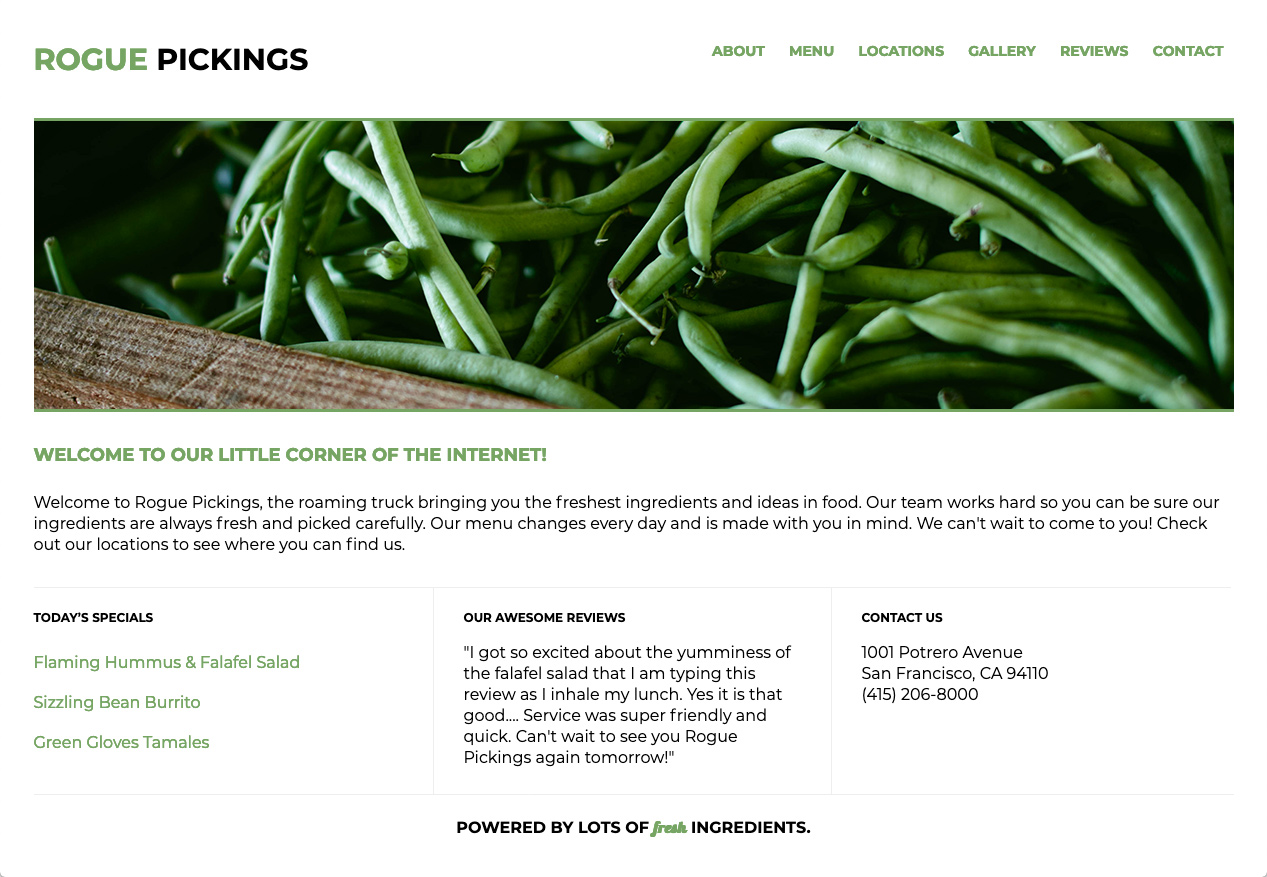 ROGUE PICKINGS
ABOUT MENU LOCATIONS GALLERY REVIEWS CONTACT
WELCOME TO OUR LITTLE CORNER OF THE INTERNET!
Welcome to Rogue Pickings, the roaming truck bringing you the freshest ingredients and ideas in food. Our team works hard so you can be sure our
ingredients are always fresh and picked carefully. Our menu changes every day and is made with you in mind. We can't wait to come to you! Check
out our locations to see where you can find us.
TODAY’S SPECIALS
Flaming Hummus & Falafel Salad
Sizzling Bean Burrito
Green Gloves Tamales
OUR AWESOME REVIEWS
"I got so excited about the yumminess of
the falafel salad that I am typing this
review as I inhale my lunch. Yes it is that
good.... Service was super friendly and
quick. Can't wait to see you Rogue
Pickings again tomorrow!"
CONTACT US
1001 Potrero Avenue
San Francisco, CA 94110
(415) 206-8000
POWERED BY LOTS OF fresh INGREDIENTS.